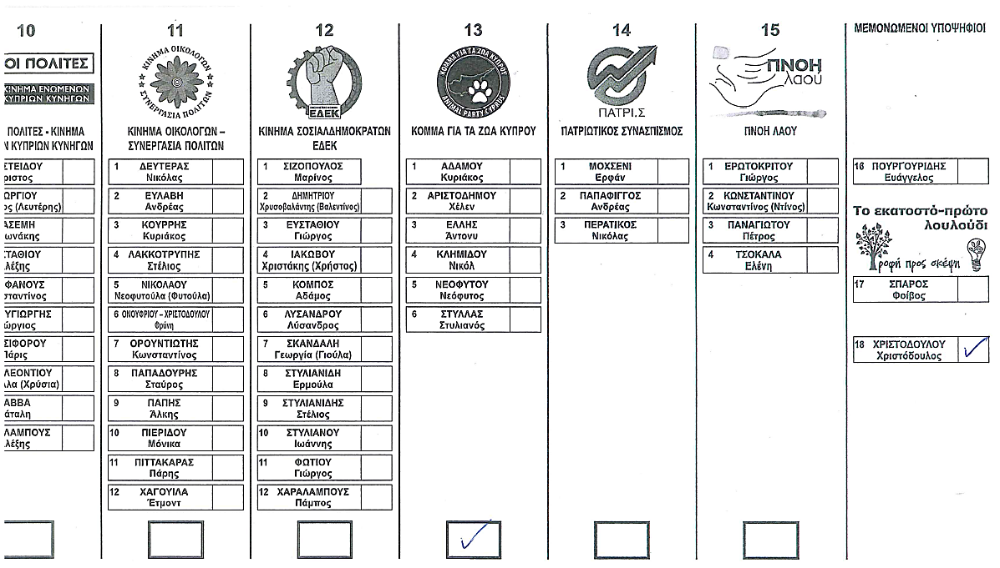 10
ΟΙ ΠΟΛΙΤΕΣ
ΚΙΝΗΜΑ ΕΝΩΜΕΝΩΝ
ΚΥΠΡΙΩΝ ΚΥΝΗΓΩΝ
ΠΟΛΙΤΕΣ - ΚΙΝΗΜΑ
Ν ΚΥΠΡΙΩΝ ΚΥΝΗΓΩΝ
ΣΤΕΙΔΟΥ
ριστος
ΩΡΓΙΟΥ
ος (Λευτέρης)
ΑΣΕΜΗ
ωνάκης
ΣΤΑΘΙΟΥ
λέξης
ΦΑΝΟΥΣ
σταντίνος
ΥΓΙΩΡΓΗΣ
ώργιος
ΣΙΦΟΡΟΥ
Πάρις
ΛΕΟΝΤΙΟΥ
λλα (Χρύσια)
ΑΒΒΑ
άταλη
ΛΑΜΠΟΥΣ
λέξης
11
ΚΙΝΗΜΑ ΟΙΚΟΛΟΓΩΝ
ΣΥΝΕΡΓΑΣΙΑ ΠΟΛΙΤΩΝ
ΚΙΝΗΜΑ ΟΙΚΟΛΟΓΩΝ –
ΣΥΝΕΡΓΑΣΙΑ ΠΟΛΙΤΩΝ
1 ΔΕΥΤΕΡΑΣ
Νικόλας
2 ΕΥΛΑΒΗ
Ανδρέας
3 ΚΟΥΡΡΗΣ
Κυριάκος
4 ΛΑΚΚΟΤΡΥΠΗΣ
Στέλιος
5 ΝΙΚΟΛΑΟΥ
Νεοφυτούλα (Φυτούλα)
6 ΟΝΟΥΦΡΙΟΥ – ΧΡΙΣΤΟΔΟΥΛΟΥ
Φρύνη
7 ΟΡΟΥΝΤΙΩΤΗΣ
Κωνσταντίνος
8 ΠΑΠΑΔΟΥΡΗΣ
Σταύρος
9 ΠΑΠΗΣ
Άλκης
10 ΠΙΕΡΙΔΟΥ
Μόνικα
11 ΠΙΤΤΑΚΑΡΑΣ
Πάρης
12 ΧΑΓΟΥΙΛΑ
Έτμοντ
12
ΕΔΕΚ
ΚΙΝΗΜΑ ΣΟΣΙΑΛΔΗΜΟΚΡΑΤΩΝ
ΕΔΕΚ
1 ΣΙΖΟΠΟΥΛΟΣ
Μαρίνος
2 ΔΗΜΗΤΡΙΟΥ
Χρυσοβαλάντης (Βαλεντίνος)
3 ΕΥΣΤΑΘΙΟΥ
Γιώργος
4 ΙΑΚΩΒΟΥ
Χριστάκης (Χρήστος)
5 ΚΟΜΠΟΣ
Αδάμος
6 ΛΥΣΑΝΔΡΟΥ
Λύσανδρος
7 ΣΚΑΝΔΑΛΗ
Γεωργία (Γιούλα)
8 ΣΤΥΛΙΑΝΙΔΗ
Ερμούλα
9 ΣΤΥΛΙΑΝΙΔΗΣ
Στέλιος
10 ΣΤΥΛΙΑΝΟΥ
Ιωάννης
11 ΦΩΤΙΟΥ
Γιώργος
12 ΧΑΡΑΛΑΜΠΟΥΣ
Πάμπος
13
ΚΟΜΜΑ ΓΙΑ ΤΑ ΖΩΑ ΚΥΠΡΟΥ
ANIMAL PARTY CYPRUS
ΚΟΜΜΑ ΓΙΑ ΤΑ ΖΩΑ ΚΥΠΡΟΥ
1 ΑΔΑΜΟΥ
Κυριάκος
2 ΑΡΙΣΤΟΔΗΜΟΥ
Χέλεν
3 ΕΛΛΗΣ
Άντονυ
4 ΚΛΗΜΙΔΟΥ
Νικόλ
5 ΝΕΟΦΥΤΟΥ
Νεόφυτος
6 ΣΤΥΛΛΑΣ
Στυλιανός
14
ΠΑΤΡΙ.Σ
ΠΑΤΡΙΩΤΙΚΟΣ ΣΥΝΑΣΠΙΣΜΟΣ
1 ΜΟΧΣΕΝΙ
Ερφάν
2 ΠΑΠΑΦΙΓΓΟΣ
Ανδρέας
3 ΠΕΡΑΤΙΚΟΣ
Νικόλας
15
ΠΝΟΗ
λαού
ΠΝΟΗ ΛΑΟΥ
1 ΕΡΩΤΟΚΡΙΤΟΥ
Γιώργος
2 ΚΩΝΣΤΑΝΤΙΝΟΥ
Κωνσταντίνος (Ντίνος)
3 ΠΑΝΑΓΙΩΤΟΥ
Πέτρος
4 ΤΣΟΚΑΛΑ
Ελένη
ΜΕΜΟΝΩΜΕΝΟΙ ΥΠΟΨΗΦΙΟΙ
16 ΠΟΥΡΓΟΥΡΙΔΗΣ
Ευάγγελος
Το εκατοστό-πρώτο
λουλούδι
Τροφή προς σκέψη
17 ΣΠΑΡΟΣ
Φοίβος
18 ΧΡΙΣΤΟΔΟΥΛΟΥ
Χριστόδουλος